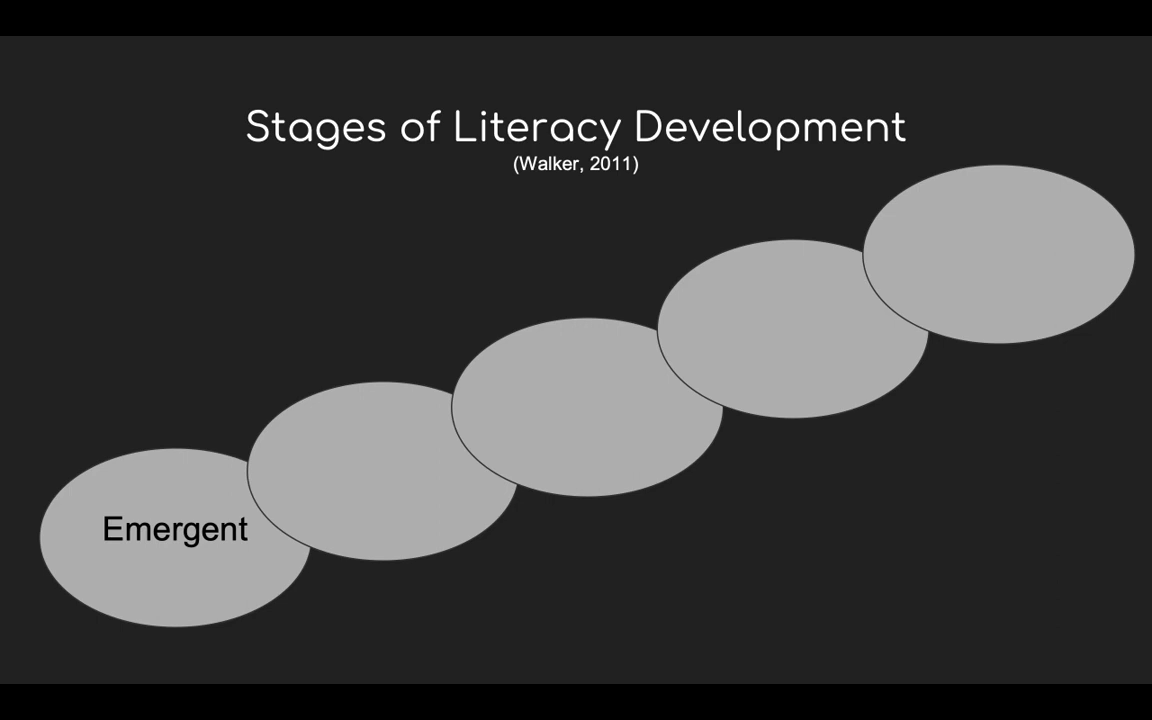 Stages of Literacy Development
(Walker, 2011)
Emergent